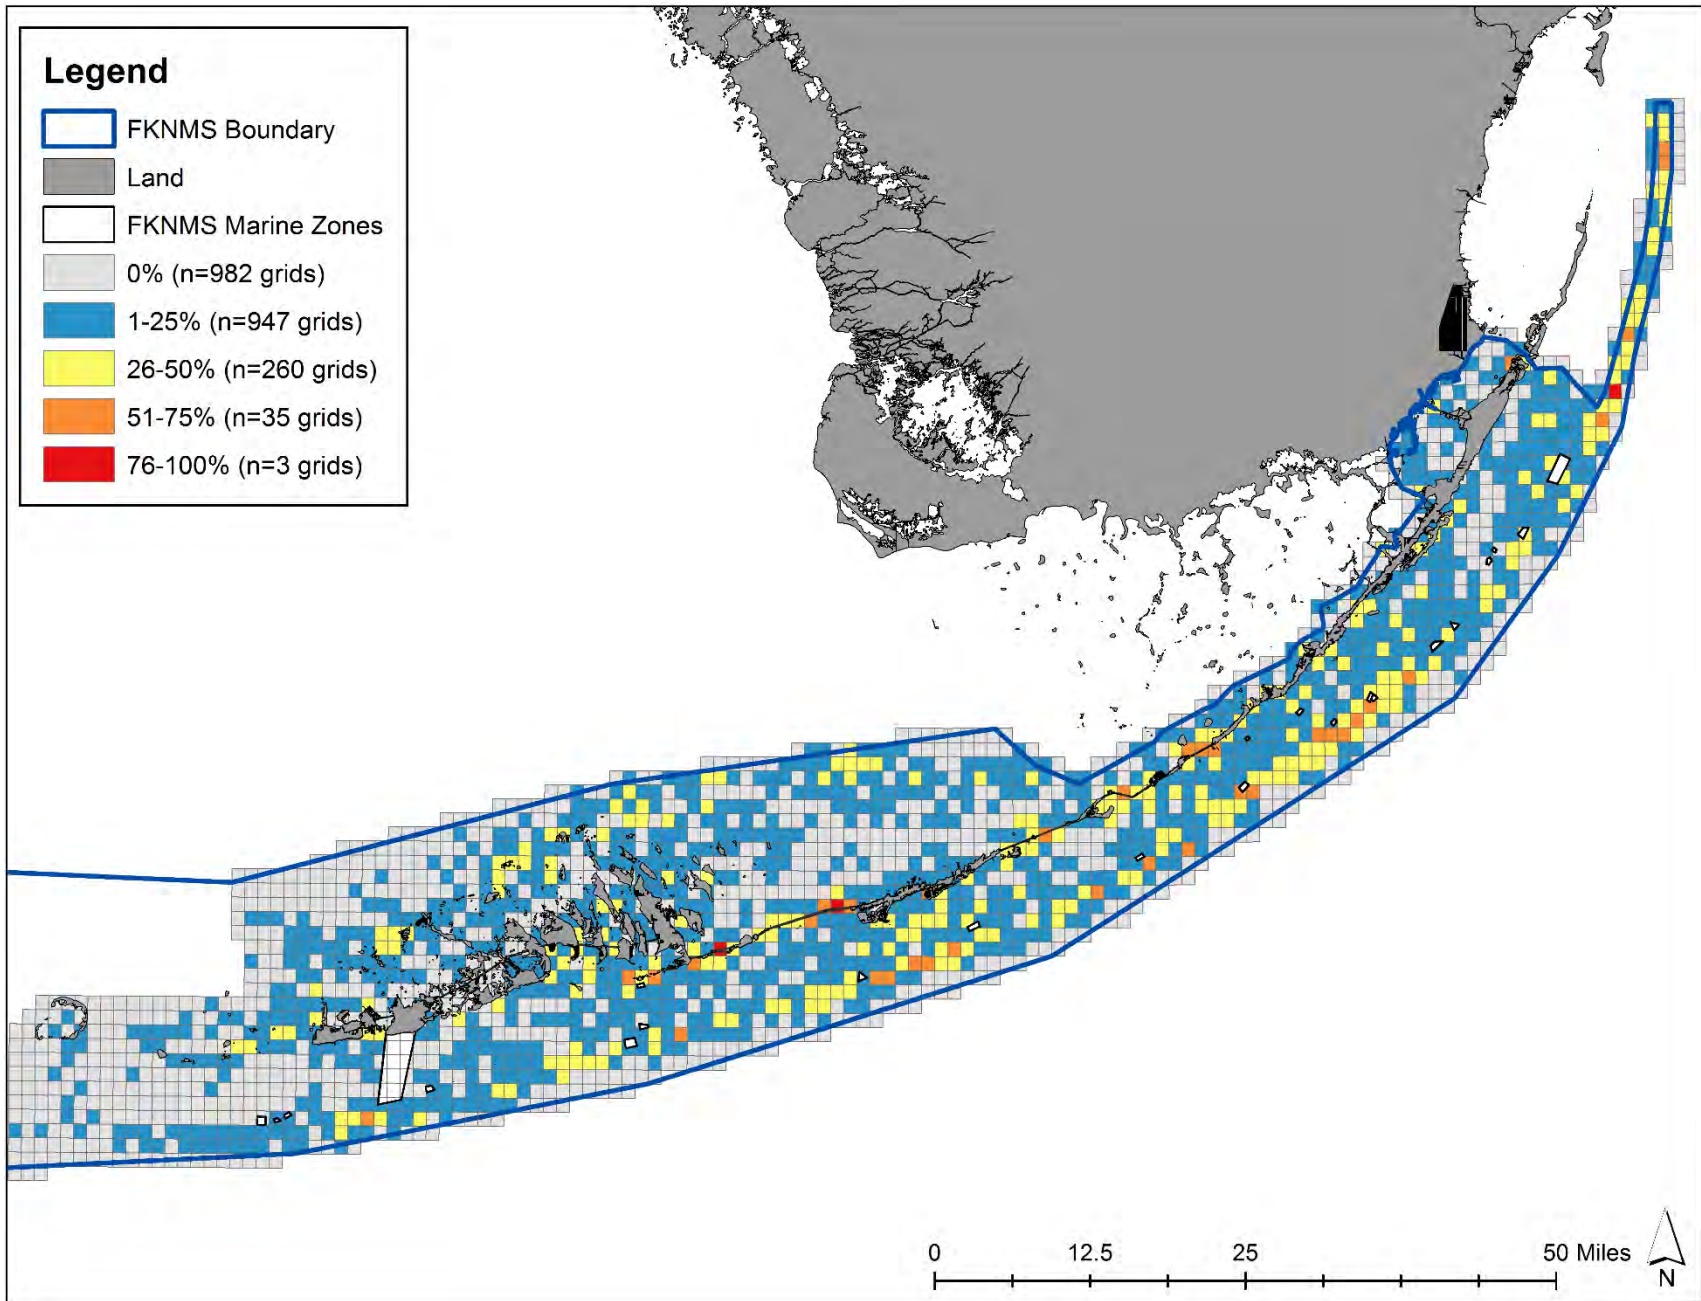 Legend
FKNMS Boundary
Land
FKNMS Marine Zones
0% (n=982 grids)
1-25% (n=947 grids)
26-50% (n=260 grids)
51-75% (n=35 grids)
76-100% (n=3 grids)
0 12.5 25 50 Miles
N